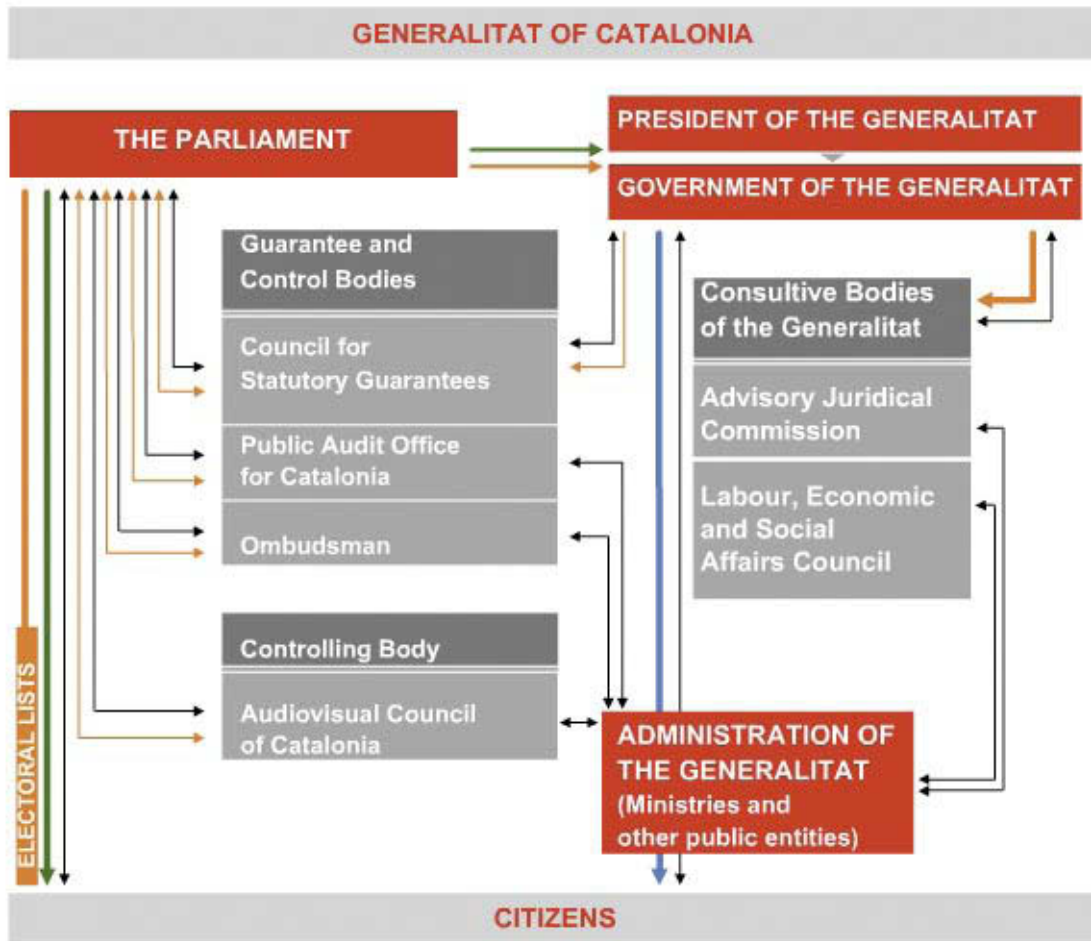 GENERALITAT OF CATALONIA
THE PARLIAMENT
PRESIDENT OF THE GENERALITAT
GOVERNMENT OF THE GENERALITAT
Guarantee and
Control Bodies
Council for
Statutory Guarantees
Public Audit Office
for Catalonia
Ombudsman
Consultive Bodies
of the Generalitat
Advisory Juridical
Commission
Labour, Economic
and Social
Affairs Council
Controlling Body
Audiovisual Council
of Catalonia
ADMINISTRATION OF
THE GENERALITAT
(Ministries and
other public entities)
ELECTORAL LISTS
CITIZENS